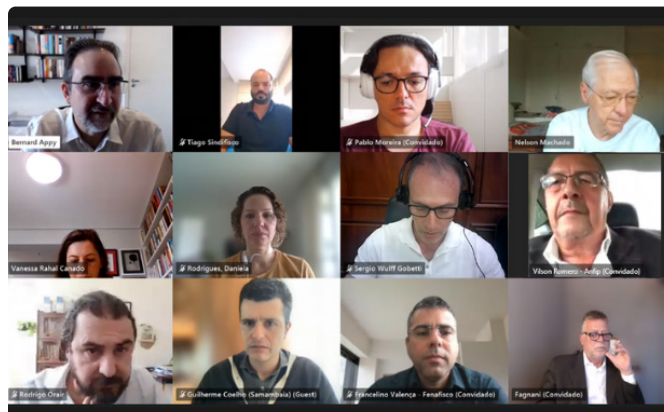 Bernard Appy
Tiago Sindifisco
Pablo Moreira (Convidado)
Nelson Machado
Vanessa Rahal Canado
Rodrigues, Daniela
Sergio Wulff Gobetti
Vilson Romero - Anfip (Convidado)
Rodrigo Orair
Guilherme Coelho (Samambaia) (Guest)
Francelino Valença - Fenafisco (Convidado)
Fagnani (Convidado)